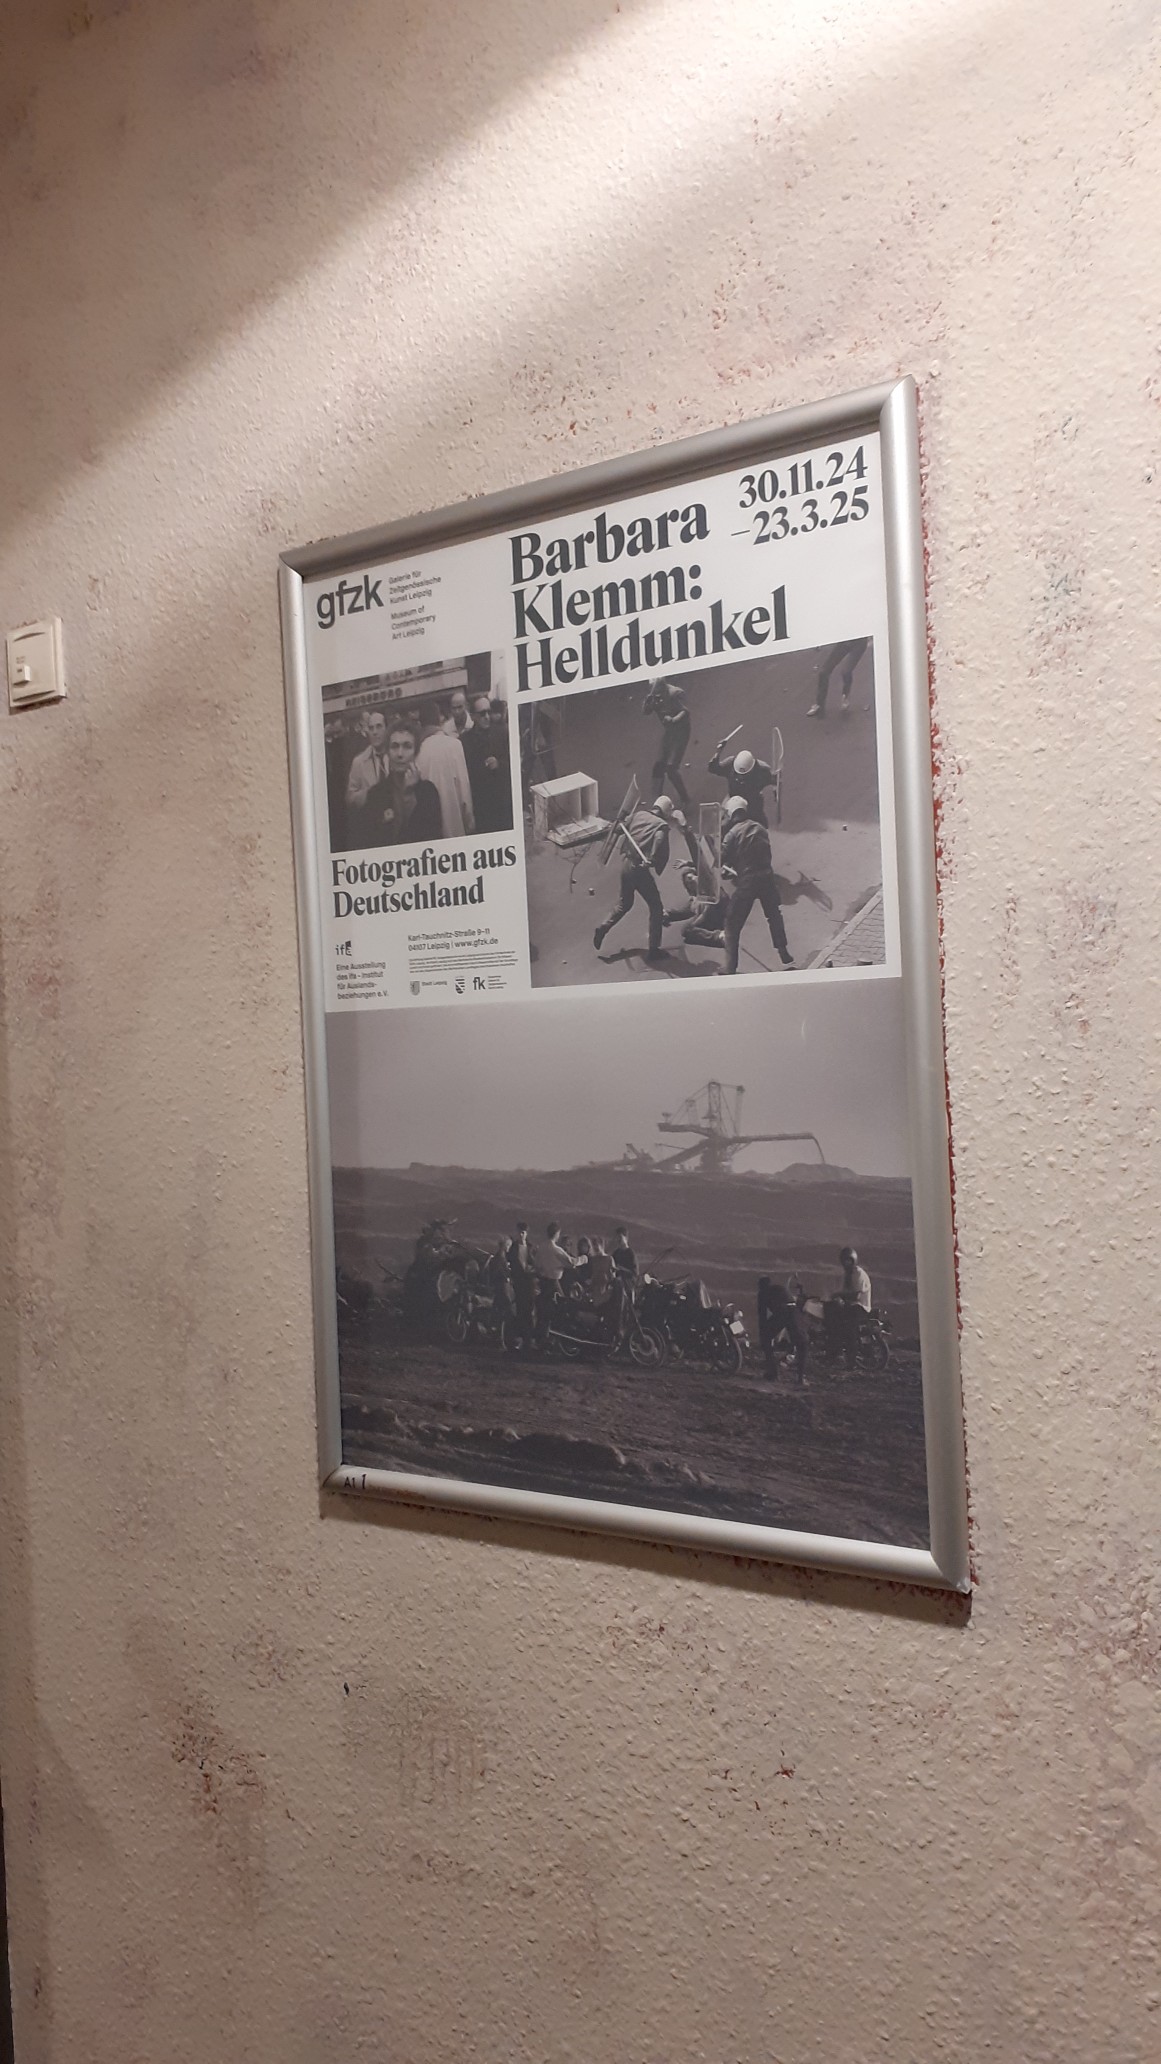 gfzk
Galerie für
Zeitgenössische
Kunst Leipzig
Museum of
Contemporary
Art Leipzig
Barbara
Klemm:
Helldunkel
30.11.24
–23.3.25
Fotografien aus
Deutschland
ifa
Eine Ausstellung
des ifa – Institut
für Auslands-
beziehungen e.V.
Karl-Tauchnitz-Straße 9–11
04107 Leipzig | www.gfzk.de
Stadt Leipzig
fk
A1